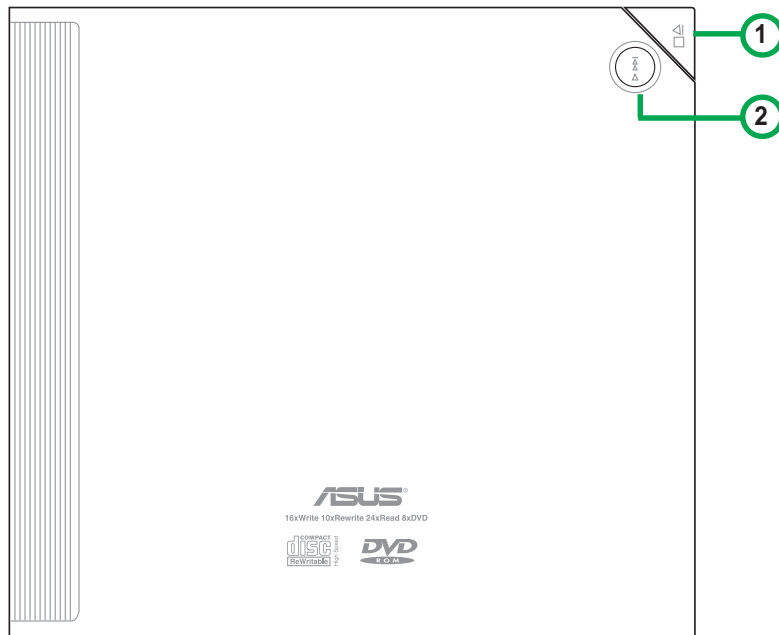 1
2
ASUS®
16xWrite 10xRewrite 24xRead 8xDVD
COMPACT
disc
ReWritable
High Speed
DVD
ROM